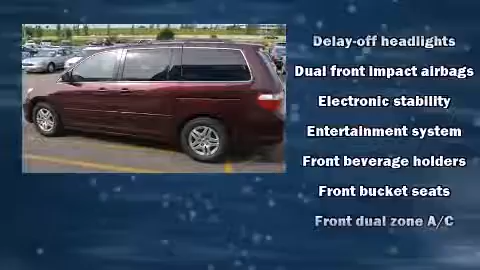 Delay-off headlights
Dual front impact airbags
Electronic stability
Entertainment system
Front beverage holders
Front bucket seats
Front dual zone A/C